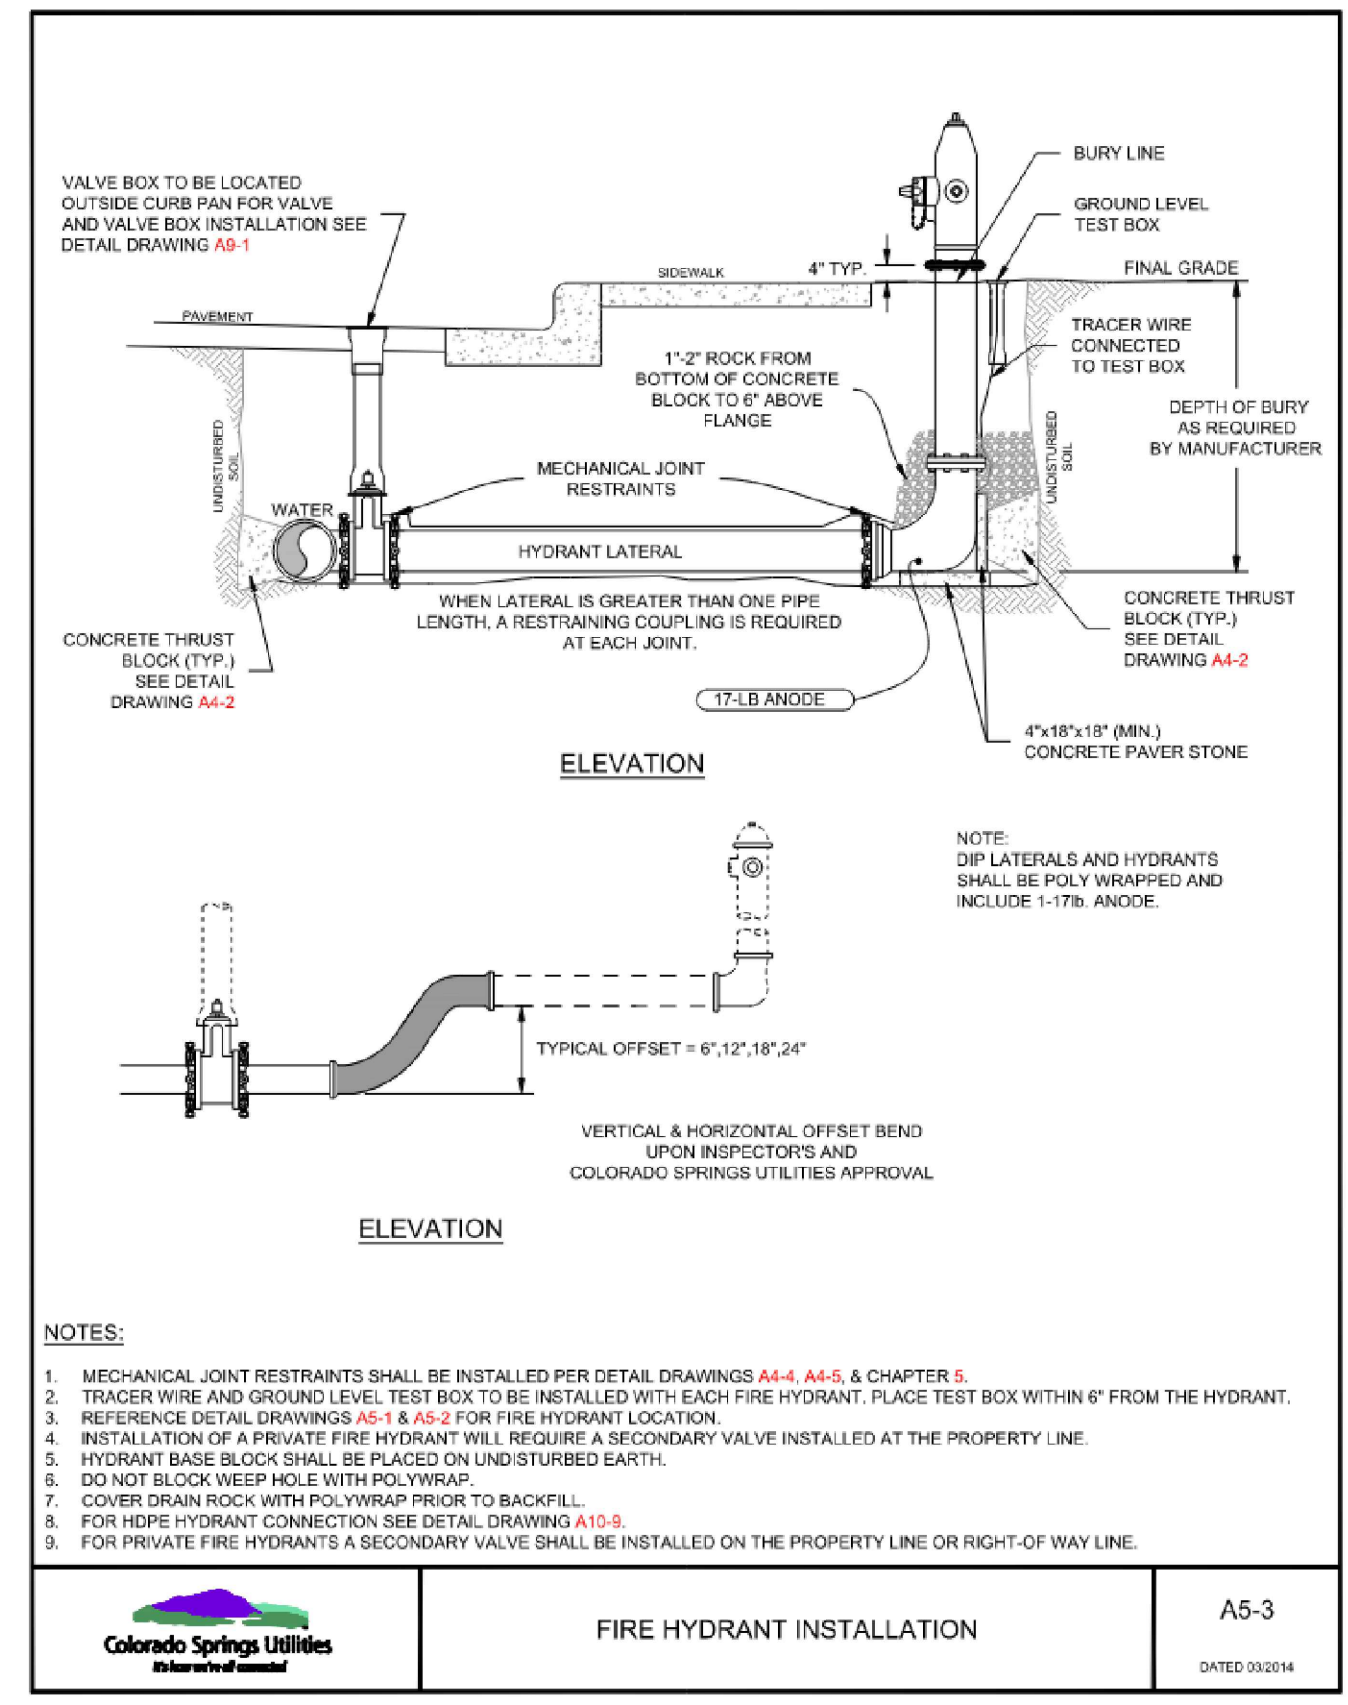 VALVE BOX TO BE LOCATED
OUTSIDE CURB PAN FOR VALVE
AND VALVE BOX INSTALLATION SEE
DETAIL DRAWING A9-1
BURY LINE
GROUND LEVEL
TEST BOX
SIDEWALK
4" TYP.
FINAL GRADE
PAVEMENT
TRACER WIRE
CONNECTED
TO TEST BOX
1"-2" ROCK FROM
BOTTOM OF CONCRETE
BLOCK TO 6" ABOVE
FLANGE
DEPTH OF BURY
AS REQUIRED
BY MANUFACTURER
UNDISTURBED
SOIL
UNDISTURBED
SOIL
MECHANICAL JOINT
RESTRAINTS
WATER
HYDRANT LATERAL
WHEN LATERAL IS GREATER THAN ONE PIPE
LENGTH, A RESTRAINING COUPLING IS REQUIRED
AT EACH JOINT.
CONCRETE THRUST
BLOCK (TYP.)
SEE DETAIL
DRAWING A4-2
CONCRETE THRUST
BLOCK (TYP.)
SEE DETAIL
DRAWING A4-2
17-LB ANODE
4"x18"x18" (MIN.)
CONCRETE PAVER STONE
ELEVATION
NOTE:
DIP LATERALS AND HYDRANTS
SHALL BE POLY WRAPPED AND
INCLUDE 1-17lb. ANODE.
TYPICAL OFFSET = 6",12",18",24"
VERTICAL & HORIZONTAL OFFSET BEND
UPON INSPECTOR'S AND
COLORADO SPRINGS UTILITIES APPROVAL
ELEVATION
NOTES:
1. MECHANICAL JOINT RESTRAINTS SHALL BE INSTALLED PER DETAIL DRAWINGS A4-4, A4-5, & CHAPTER 5.
2. TRACER WIRE AND GROUND LEVEL TEST BOX TO BE INSTALLED WITH EACH FIRE HYDRANT. PLACE TEST BOX WITHIN 6" FROM THE HYDRANT.
3. REFERENCE DETAIL DRAWINGS A5-1 & A5-2 FOR FIRE HYDRANT LOCATION.
4. INSTALLATION OF A PRIVATE FIRE HYDRANT WILL REQUIRE A SECONDARY VALVE INSTALLED AT THE PROPERTY LINE.
5. HYDRANT BASE BLOCK SHALL BE PLACED ON UNDISTURBED EARTH.
6. DO NOT BLOCK WEEP HOLE WITH POLYWRAP.
7. COVER DRAIN ROCK WITH POLYWRAP PRIOR TO BACKFILL.
8. FOR HDPE HYDRANT CONNECTION SEE DETAIL DRAWING A10-9.
9. FOR PRIVATE FIRE HYDRANTS A SECONDARY VALVE SHALL BE INSTALLED ON THE PROPERTY LINE OR RIGHT-OF WAY LINE.
Colorado Springs Utilities
It's how we're all connected
FIRE HYDRANT INSTALLATION
A5-3
DATED 03/2014